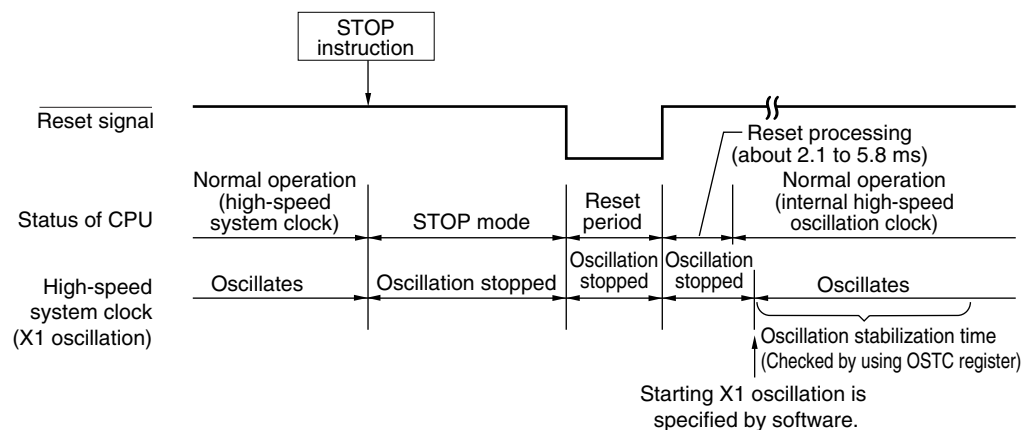 STOP
instruction
Reset signal
Reset processing
(about 2.1 to 5.8 ms)
Status of CPU
Normal operation
(high-speed
system clock)
STOP mode
Reset
period
Normal operation
(internal high-speed
oscillation clock)
High-speed
system clock
(X1 oscillation)
Oscillates
Oscillation stopped
Oscillation
stopped
Oscillation
stopped
Oscillates
Oscillation stabilization time
(Checked by using OSTC register)
Starting X1 oscillation is
specified by software.